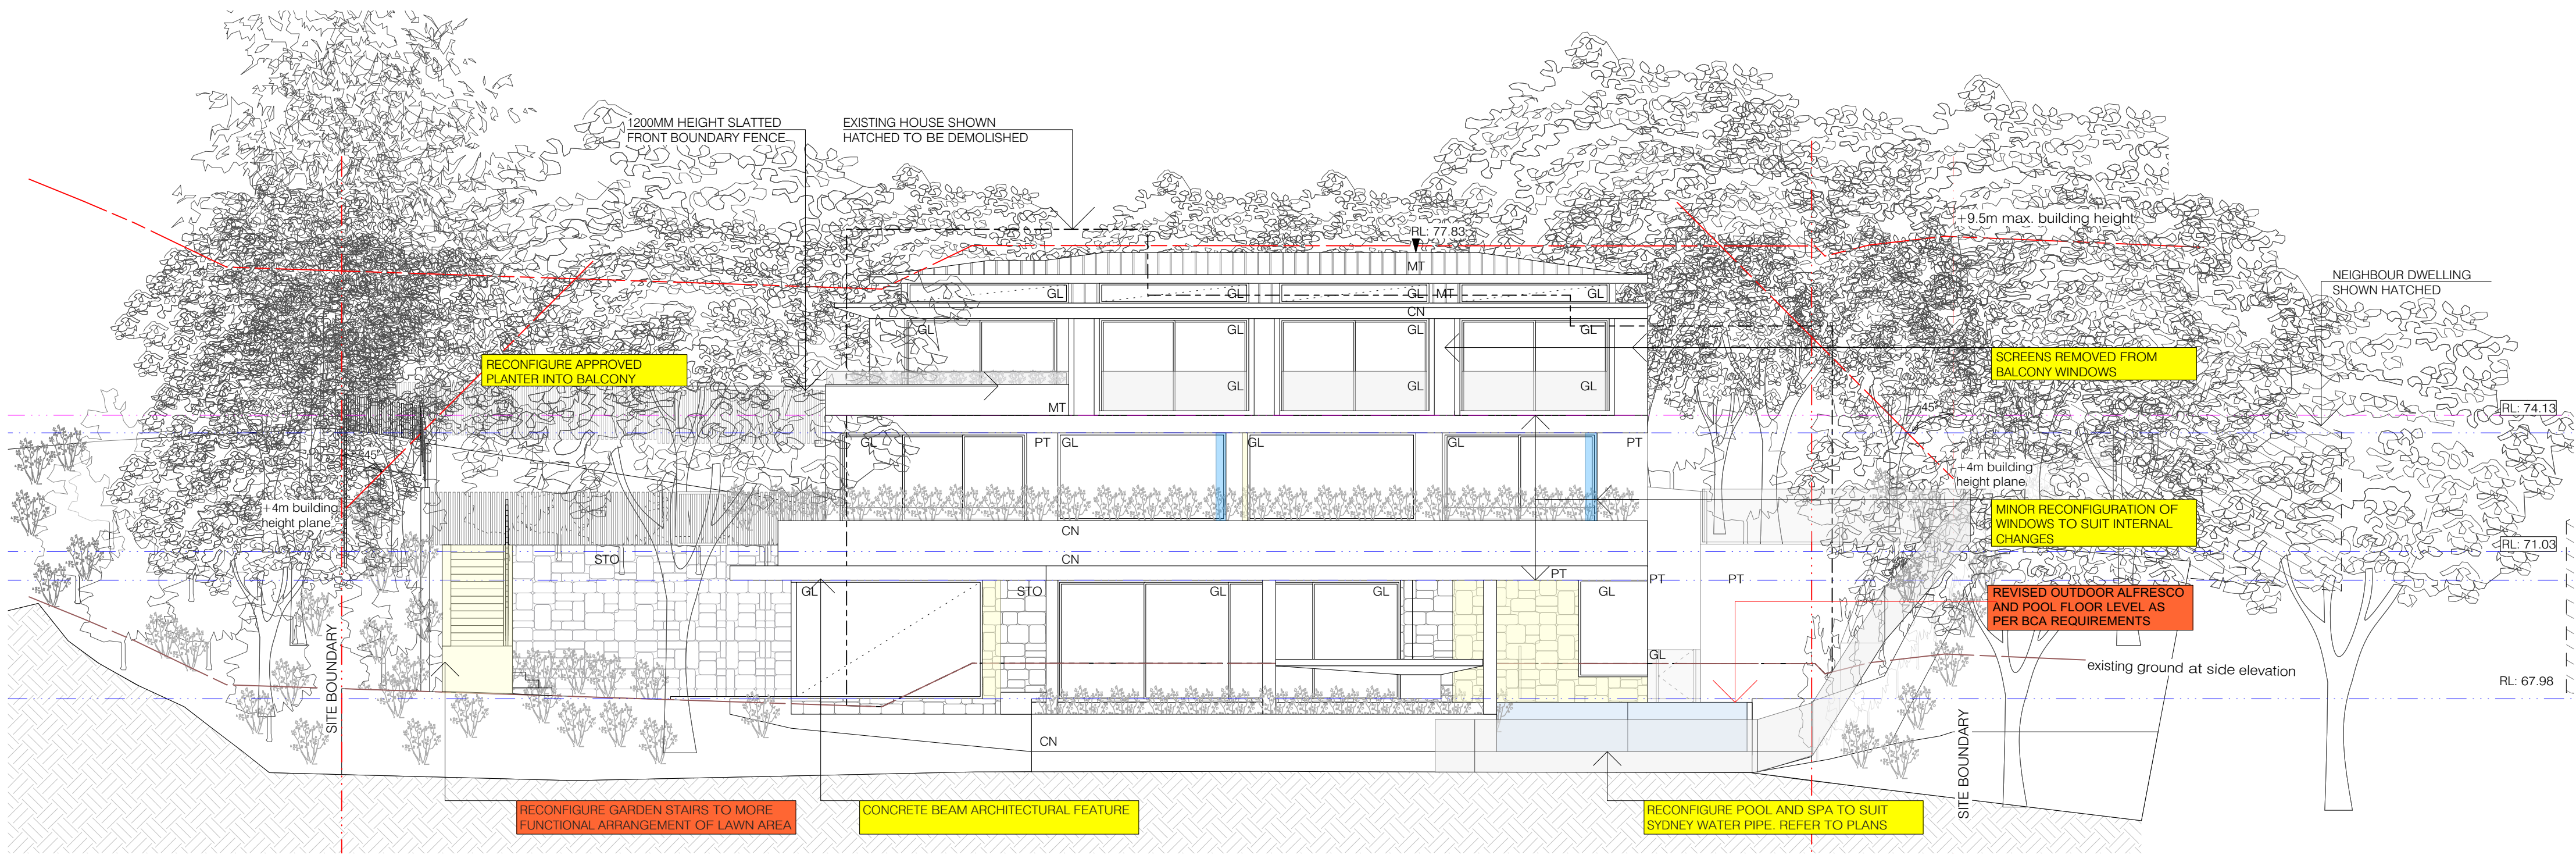 1200MM HEIGHT SLATTED
FRONT BOUNDARY FENCE
EXISTING HOUSE SHOWN
HATCHED TO BE DEMOLISHED
+9.5m max. building height
RL: 77.83
MT
NEIGHBOUR DWELLING
SHOWN HATCHED
GL
GL
GL
MT
GL
CN
GL
GL
GL
GL
RECONFIGURE APPROVED
PLANTER INTO BALCONY
SCREENS REMOVED FROM
BALCONY WINDOWS
GL
GL
GL
MT
45°
RL: 74.13
GL
PT
GL
GL
GL
PT
45°
+4m building
height plane
+4m building
height plane
MINOR RECONFIGURATION OF
WINDOWS TO SUIT INTERNAL
CHANGES
CN
RL: 71.03
STO
CN
PT
PT
PT
GL
STO
GL
GL
GL
REVISED OUTDOOR ALFRESCO
AND POOL FLOOR LEVEL AS
PER BCA REQUIREMENTS
SITE BOUNDARY
GL
existing ground at side elevation
RL: 67.98
CN
SITE BOUNDARY
RECONFIGURE GARDEN STAIRS TO MORE
FUNCTIONAL ARRANGEMENT OF LAWN AREA
CONCRETE BEAM ARCHITECTURAL FEATURE
RECONFIGURE POOL AND SPA TO SUIT
SYDNEY WATER PIPE. REFER TO PLANS